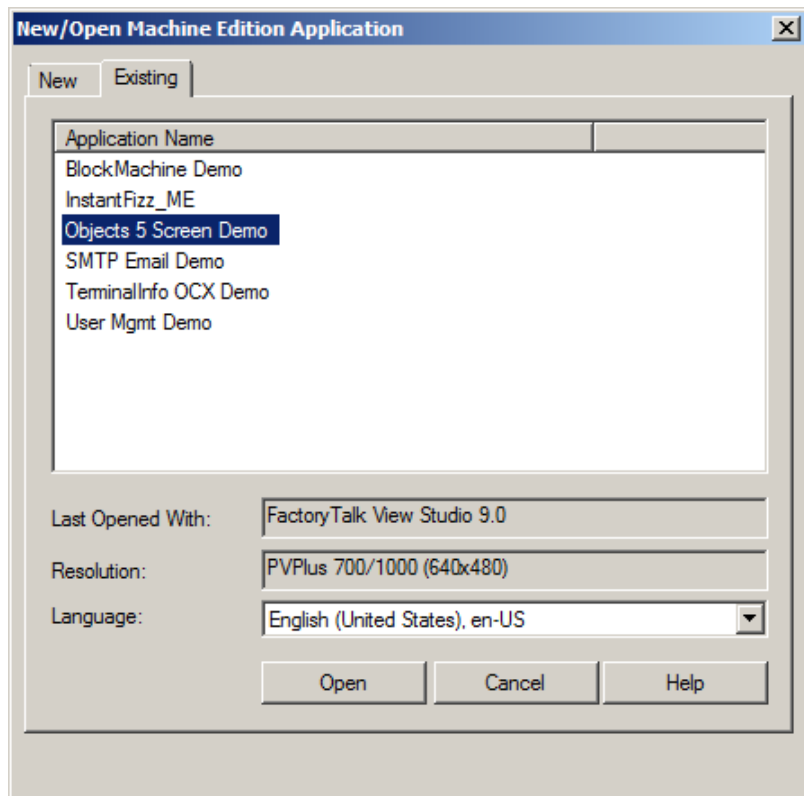 New/Open Machine Edition Application
New Existing
Application Name
BlockMachine Demo
InstantFizz_ME
Objects 5 Screen Demo
SMTP Email Demo
TerminalInfo OCX Demo
User Mgmt Demo
Last Opened With: FactoryTalk View Studio 9.0
Resolution: PVPlus 700/1000 (640x480)
Language: English (United States), en-US
Open Cancel Help